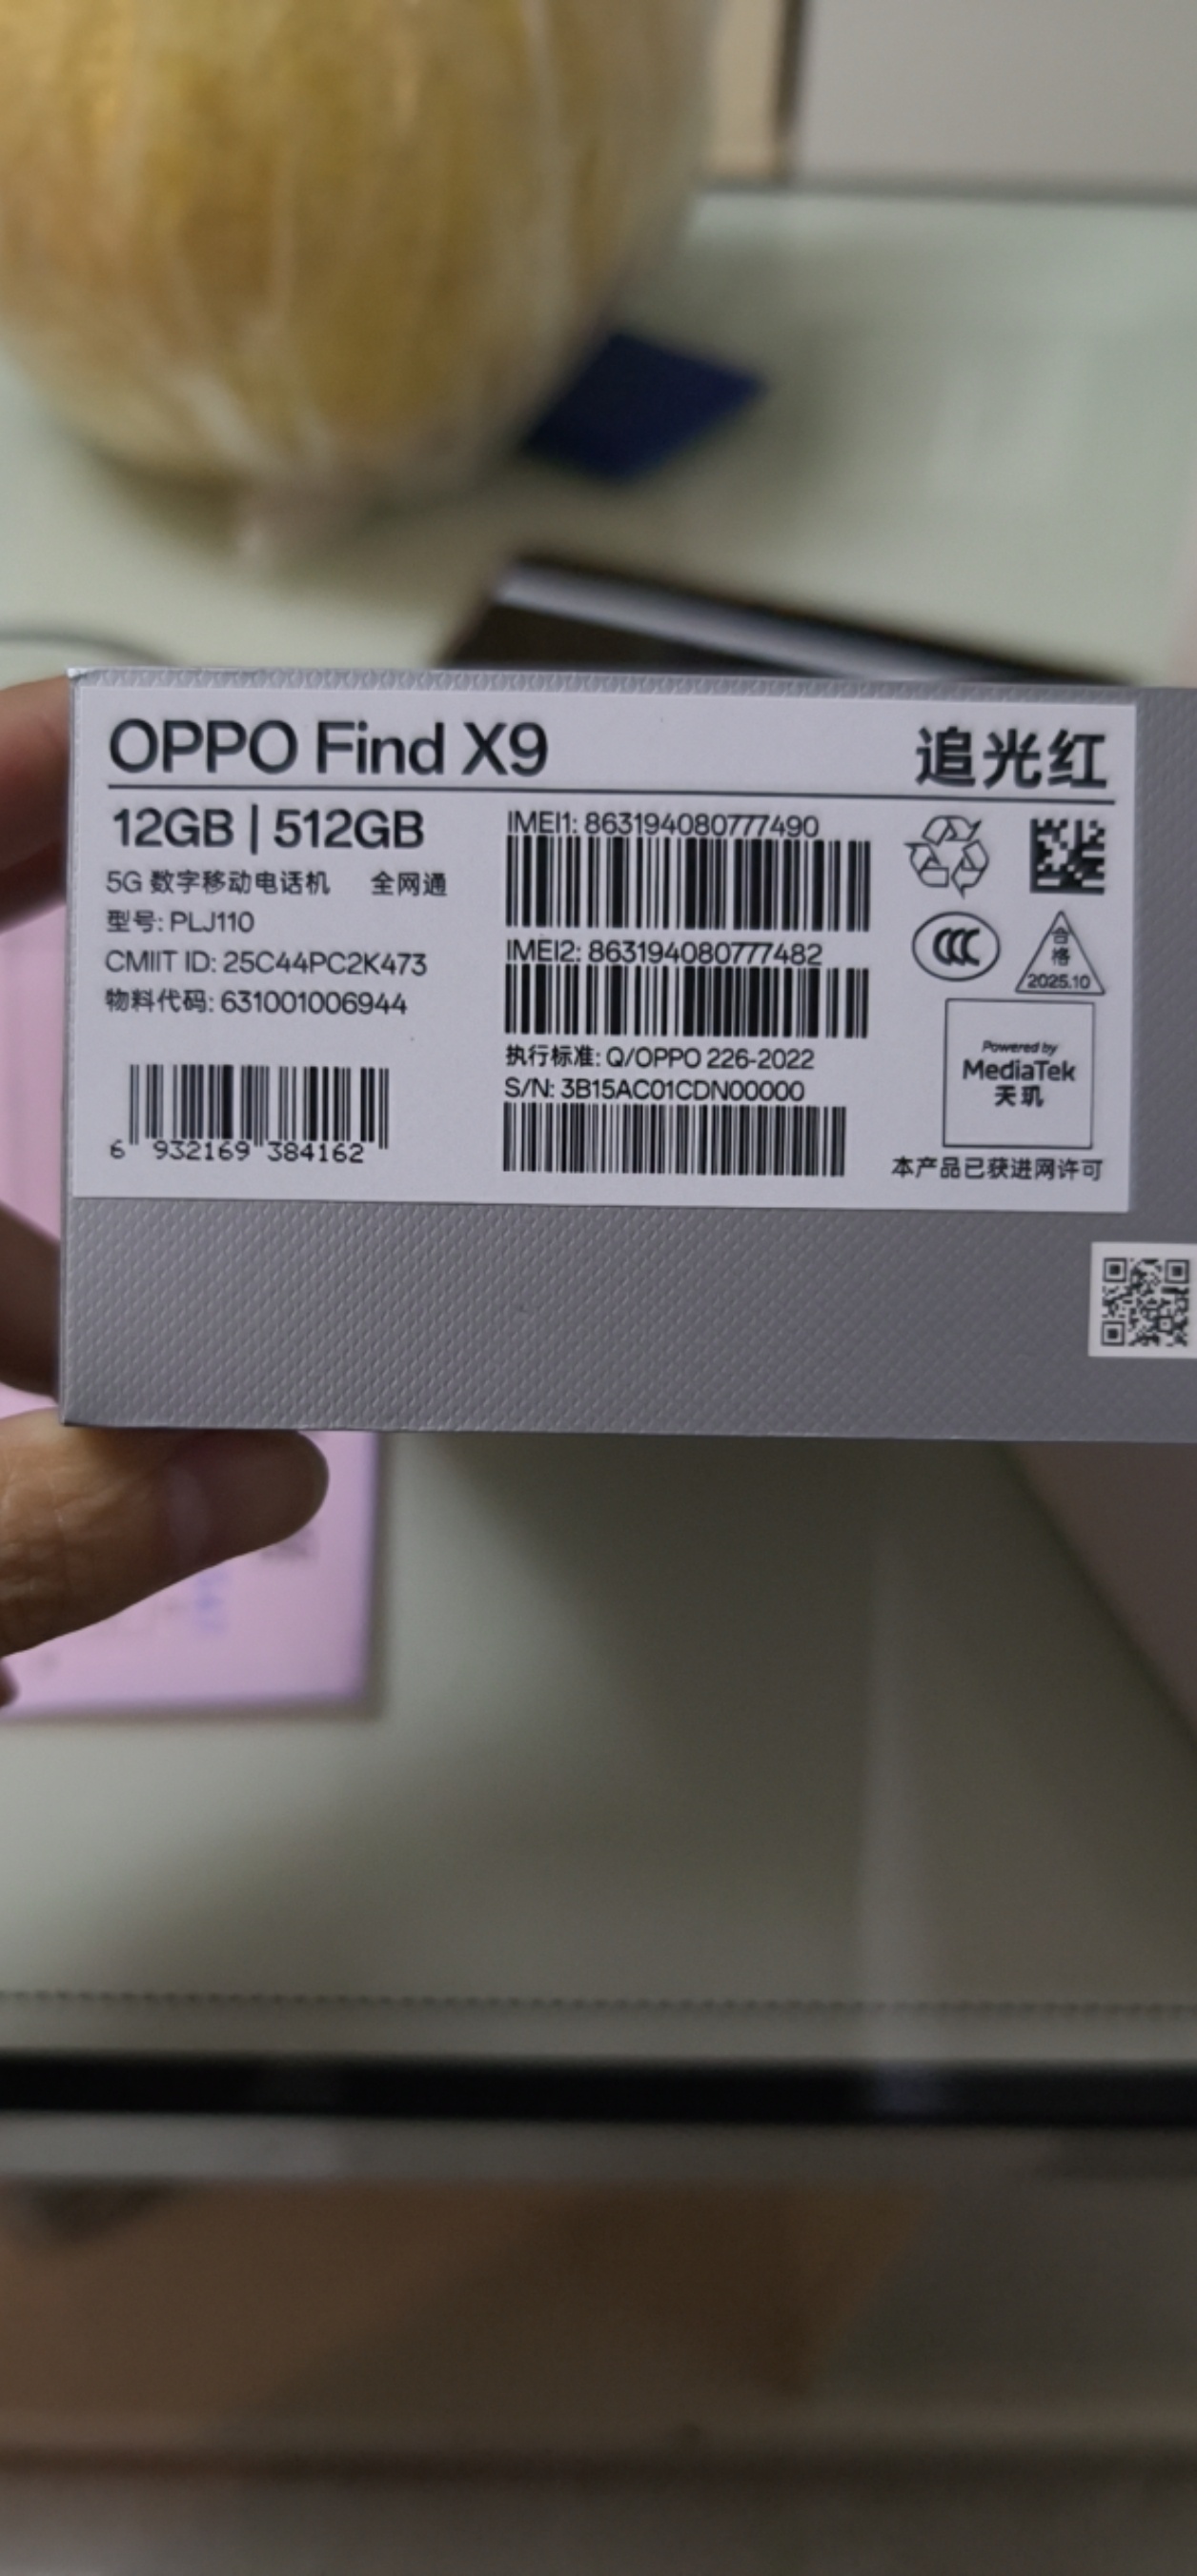 OPPO Find X9
追光红
12GB | 512GB
5G 数字移动电话机 全网通
型号: PLJ110
CMIIT ID: 25C44PC2K473
物料代码: 631001006944
6 932169 384162
IMEI1: 863194080777490
IMEI2: 863194080777482
执行标准: Q/OPPO 226-2022
S/N: 3B15AC01CDN00000
CCC
合
格
2025.10
Powered by
MediaTek
天玑
本产品已获进网许可